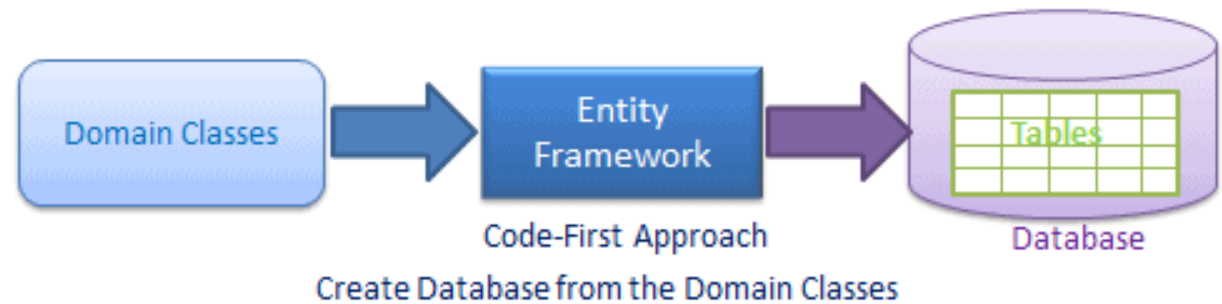 Domain Classes
Entity
Framework
Tables
Code-First Approach
Database
Create Database from the Domain Classes